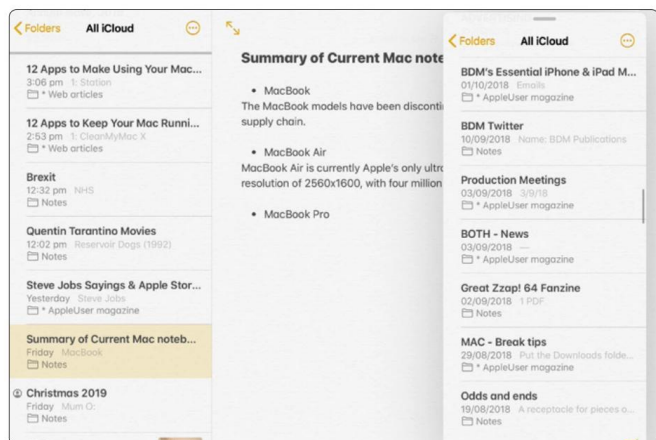 Folders All iCloud
12 Apps to Make Using Your Mac...
3:06 pm 1: Station
* Web articles
12 Apps to Keep Your Mac Runni...
2:53 pm 1: CleanMyMac X
* Web articles
Brexit
12:32 pm NHS
Notes
Quentin Tarantino Movies
12:02 pm Reservoir Dogs (1992)
Notes
Steve Jobs Sayings & Apple Stor...
Yesterday Steve Jobs
* AppleUser magazine
Summary of Current Mac noteb...
Friday MacBook
Notes
Christmas 2019
Friday Mum Q:
Notes
Summary of Current Mac note
• MacBook
The MacBook models have been disconti
supply chain.
• MacBook Air
MacBook Air is currently Apple's only ultr
resolution of 2560x1600, with four million
• MacBook Pro
Folders All iCloud
BDM's Essential iPhone & iPad M...
01/10/2018 Emails
* AppleUser magazine
BDM Twitter
10/09/2018 Name: BDM Publications
Notes
Production Meetings
03/09/2018 3/9/18
* AppleUser magazine
BOTH - News
03/09/2018 —
* AppleUser magazine
Great Zzap! 64 Fanzine
02/09/2018 1 PDF
Notes
MAC - Break tips
29/08/2018 Put the Downloads folde...
* AppleUser magazine
Odds and ends
19/08/2018 A receptacle for pieces o...
Notes